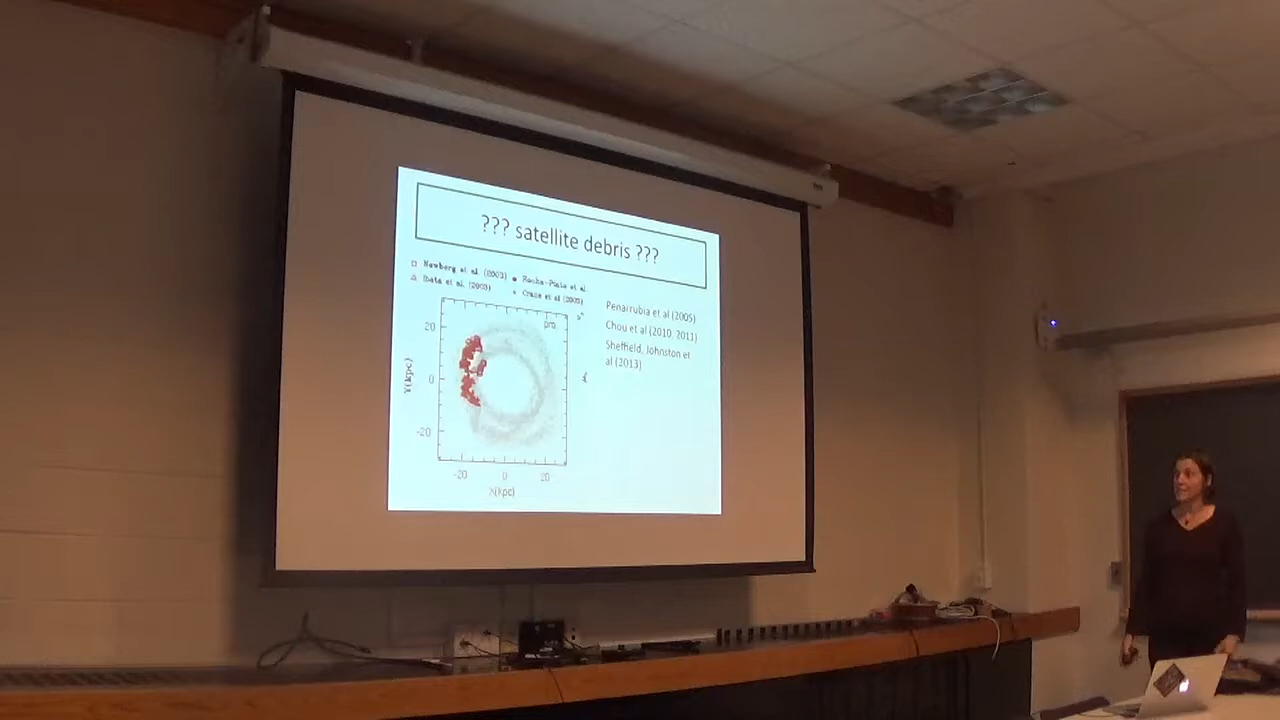 ??? satellite debris ???
Newberg et al. (2003) Rocha-Pinto et al.
Ibata et al. (2003) Crane et al (2003)
Penarrubia et al (2005)
Chou et al (2010, 2011)
Sheffield, Johnston et
al (2013)
pro
20
0
-20
Y(kpc)
-20 0 20
X(kpc)